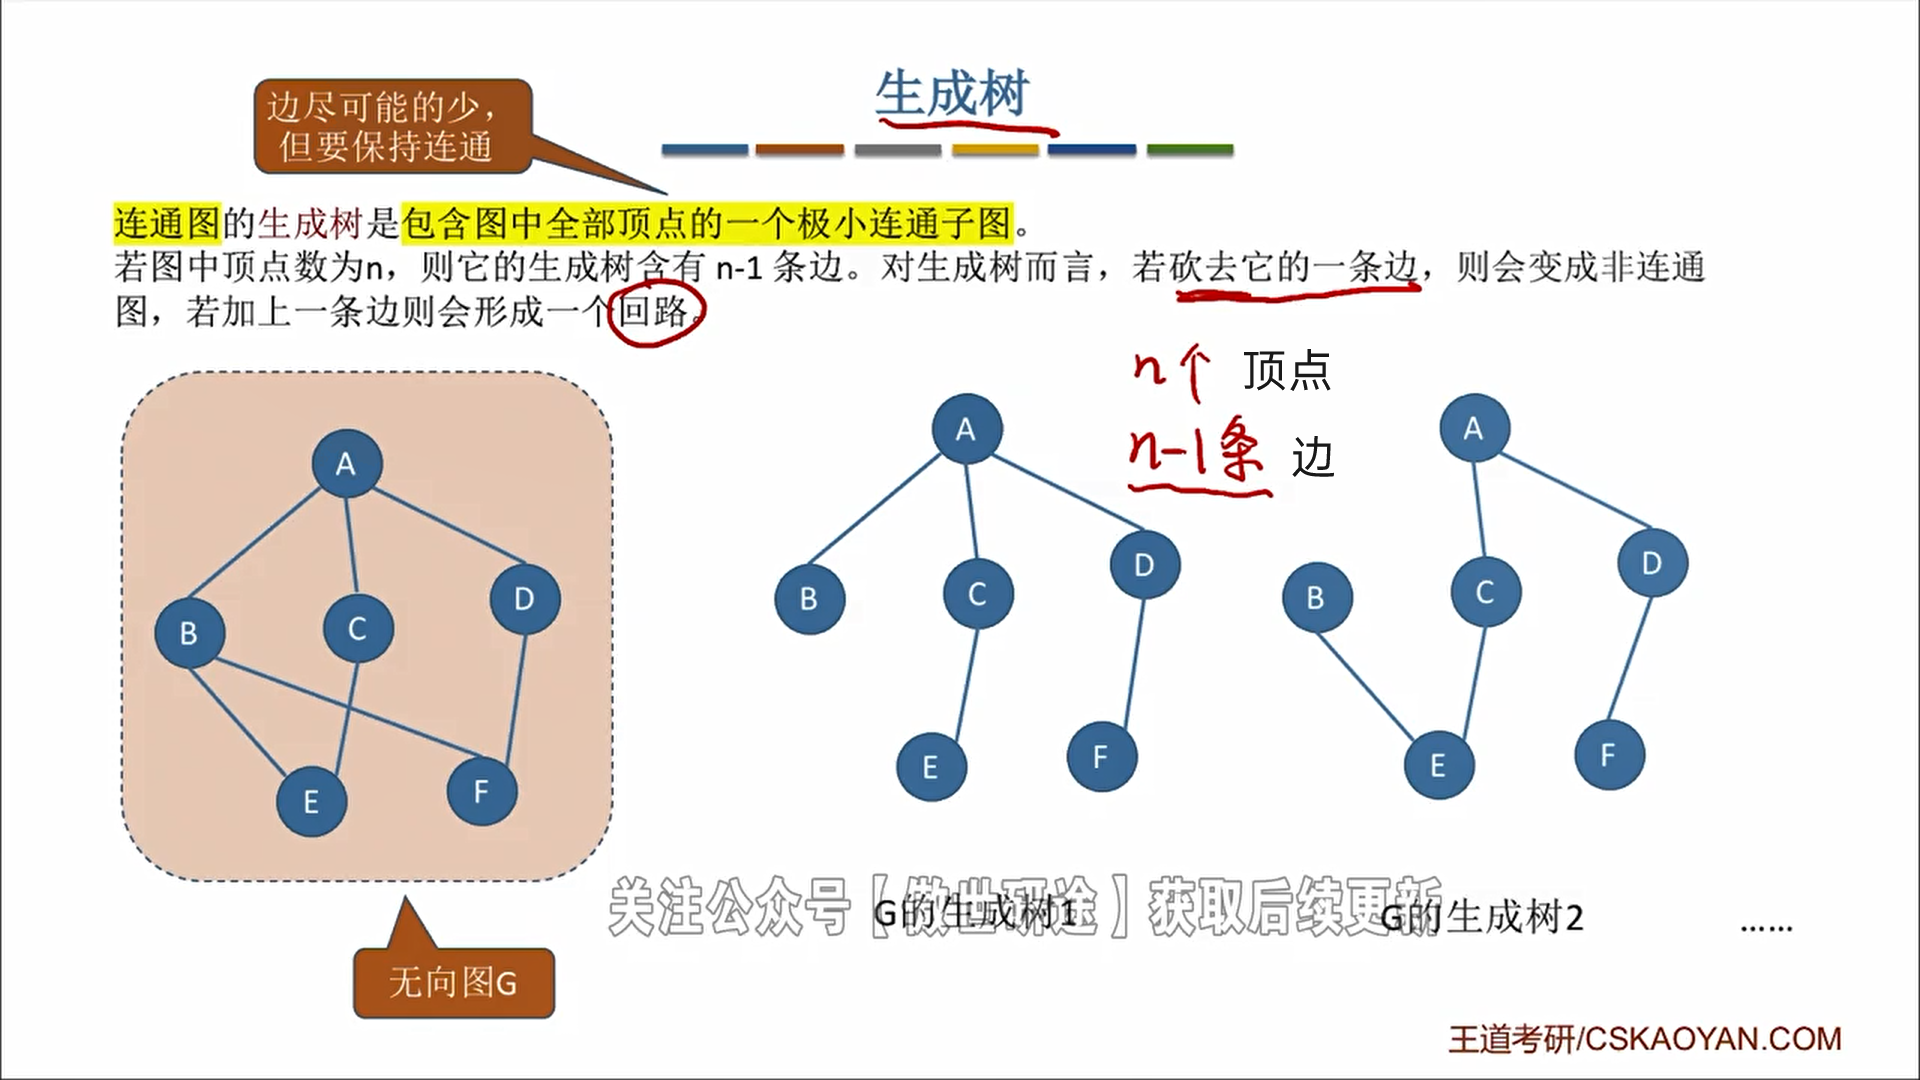 生成树
边尽可能的少，
但要保持连通
连通图的生成树是包含图中全部顶点的一个极小连通子图。
若图中顶点数为n，则它的生成树含有 n-1 条边。对生成树而言，若砍去它的一条边，则会变成非连通
图，若加上一条边则会形成一个回路。
n个 顶点
n-1条 边
A
B
C
D
E
F
A
B
C
D
E
F
A
B
C
D
E
F
关注公众号【傲世研途】获取后续更新
G的生成树1
G的生成树2
……
无向图G
王道考研/CSKAOYAN.COM